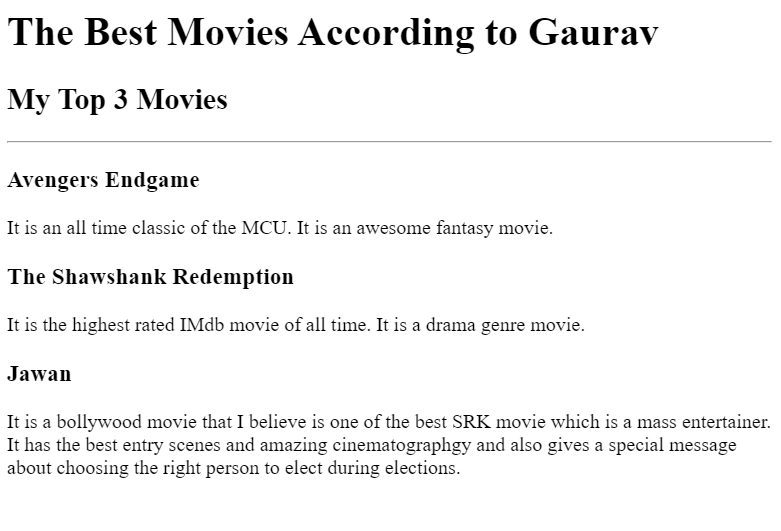 The Best Movies According to Gaurav
My Top 3 Movies
Avengers Endgame
It is an all time classic of the MCU. It is an awesome fantasy movie.
The Shawshank Redemption
It is the highest rated IMdb movie of all time. It is a drama genre movie.
Jawan
It is a bollywood movie that I believe is one of the best SRK movie which is a mass entertainer.
It has the best entry scenes and amazing cinematographgy and also gives a special message
about choosing the right person to elect during elections.